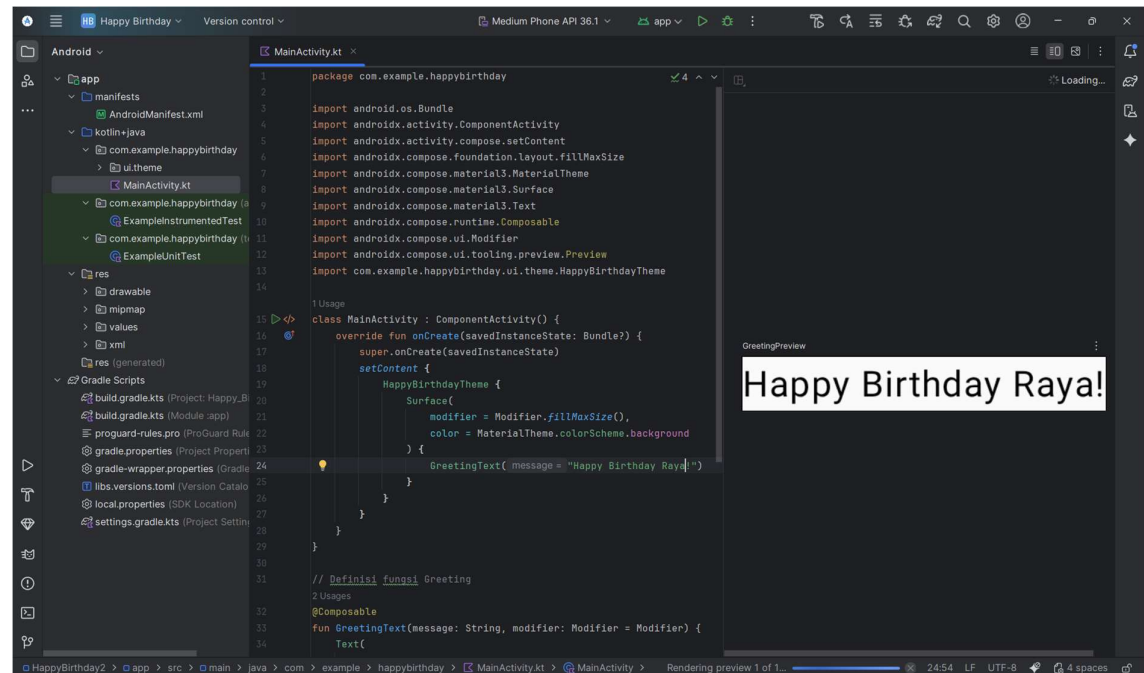 HB Happy Birthday
Version control
Medium Phone API 36.1
app
Android
MainActivity.kt
app
manifests
AndroidManifest.xml
kotlin+java
com.example.happybirthday
ui.theme
MainActivity.kt
com.example.happybirthday (a
ExampleInstrumentedTest
com.example.happybirthday (t
ExampleUnitTest
res
drawable
mipmap
values
xml
res (generated)
Gradle Scripts
build.gradle.kts (Project: Happy_B
build.gradle.kts (Module :app)
proguard-rules.pro (ProGuard Rule
gradle.properties (Project Properti
gradle-wrapper.properties (Gradle
libs.versions.toml (Version Catalo
local.properties (SDK Location)
settings.gradle.kts (Project Settin
4
1 package com.example.happybirthday
2
3 import android.os.Bundle
4 import androidx.activity.ComponentActivity
5 import androidx.activity.compose.setContent
6 import androidx.compose.foundation.layout.fillMaxSize
7 import androidx.compose.material3.MaterialTheme
8 import androidx.compose.material3.Surface
9 import androidx.compose.material3.Text
10 import androidx.compose.runtime.Composable
11 import androidx.compose.ui.Modifier
12 import androidx.compose.ui.tooling.preview.Preview
13 import com.example.happybirthday.ui.theme.HappyBirthdayTheme
14
1 Usage
15 class MainActivity : ComponentActivity() {
16 override fun onCreate(savedInstanceState: Bundle?) {
17 super.onCreate(savedInstanceState)
18 setContent {
19 HappyBirthdayTheme {
20 Surface(
21 modifier = Modifier.fillMaxSize(),
22 color = MaterialTheme.colorScheme.background
23 ) {
24 GreetingText( message = "Happy Birthday Raya!")
25 }
26 }
27 }
28 }
29 }
30
31 // Definisi fungsi Greeting
2 Usages
32 @Composable
33 fun GreetingText(message: String, modifier: Modifier = Modifier) {
34 Text(
Loading...
GreetingPreview
Happy Birthday Raya!
HappyBirthday2 > app > src > main > java > com > example > happybirthday > MainActivity.kt > MainActivity >
Rendering preview 1 of 1...
24:54 LF UTF-8 4 spaces